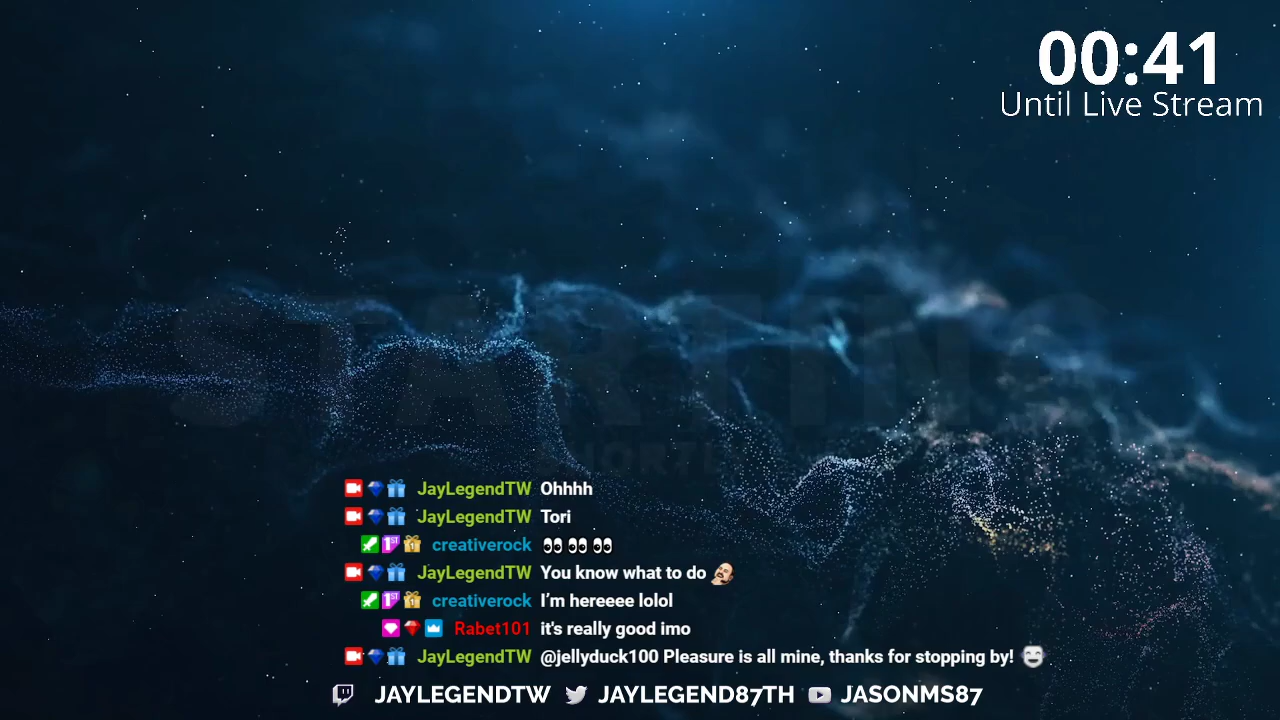 00:41
Until Live Stream
STARTING
JayLegendTW Ohhhh
JayLegendTW Tori
creativerock 👀 👀 👀
JayLegendTW You know what to do
creativerock I'm hereeee lolol
Rabet101 it's really good imo
JayLegendTW @jellyduck100 Pleasure is all mine, thanks for stopping by!
JAYLEGENDTW JAYLEGEND87TH JASONMS87